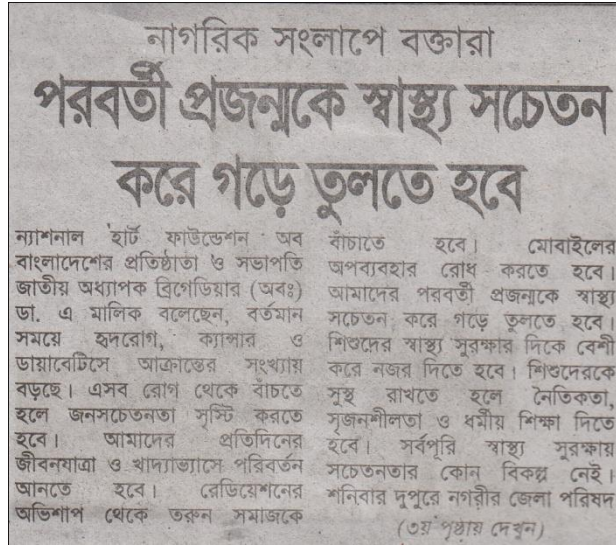 নাগরিক সংলাপে বক্তারা
পরবর্তী প্রজন্মকে স্বাস্থ্য সচেতন
করে গড়ে তুলতে হবে
ন্যাশনাল হার্ট ফাউন্ডেশন অব
বাংলাদেশের প্রতিষ্ঠাতা ও সভাপতি
জাতীয় অধ্যাপক ব্রিগেডিয়ার (অবঃ)
ডা. এ মালিক বলেছেন, বর্তমান
সময়ে হৃদরোগ, ক্যান্সার ও
ডায়াবেটিসে আক্রান্তের সংখ্যায়
বড়ছে। এসব রোগ থেকে বাঁচতে
হলে জনসচেতনতা সৃস্টি করতে
হবে। আমাদের প্রতিদিনের
জীবনযাত্রা ও খাদ্যাভ্যাসে পরিবর্তন
আনতে হবে। রেডিয়েশনের
অভিশাপ থেকে তরুন সমাজকে
বাঁচাতে হবে। মোবাইলের
অপব্যবহার রোধ করতে হবে।
আমাদের পরবর্তী প্রজন্মকে স্বাস্থ্য
সচেতন করে গড়ে তুলতে হবে।
শিশুদের স্বাস্থ্য সুরক্ষার দিকে বেশী
করে নজর দিতে হবে। শিশুদেরকে
সুস্থ রাখতে হলে নৈতিকতা,
সৃজনশীলতা ও ধর্মীয় শিক্ষা দিতে
হবে। সর্বপূরি স্বাস্থ্য সুরক্ষায়
সচেতনতার কোন বিকল্প নেই।
শনিবার দুপুরে নগরীর জেলা পরিষদ
(৩য় পৃষ্ঠায় দেখুন)